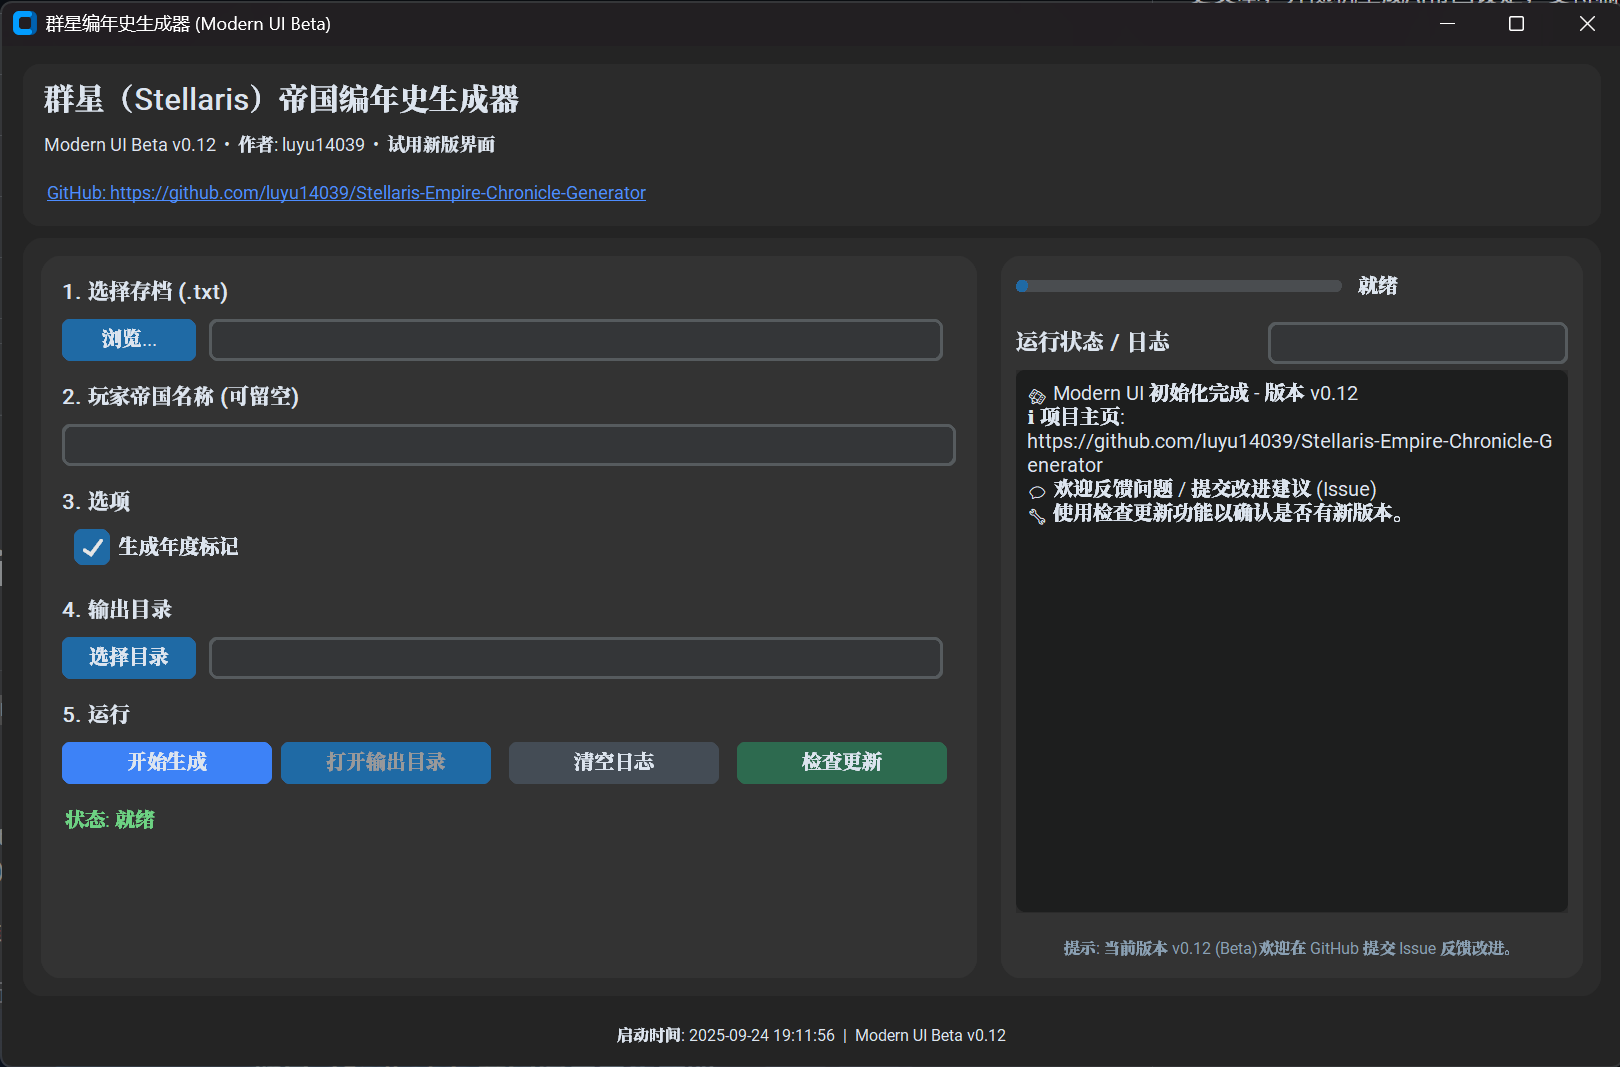 群星编年史生成器 (Modern UI Beta)
群星（Stellaris）帝国编年史生成器
Modern UI Beta v0.12 • 作者: luyu14039 • 试用新版界面
GitHub: https://github.com/luyu14039/Stellaris-Empire-Chronicle-Generator
1. 选择存档 (.txt)
浏览...
2. 玩家帝国名称 (可留空)
3. 选项
生成年度标记
4. 输出目录
选择目录
5. 运行
开始生成
打开输出目录
清空日志
检查更新
状态: 就绪
就绪
运行状态 / 日志
Modern UI 初始化完成 - 版本 v0.12
ℹ 项目主页:
https://github.com/luyu14039/Stellaris-Empire-Chronicle-G
enerator
💬 欢迎反馈问题 / 提交改进建议 (Issue)
🔧 使用检查更新功能以确认是否有新版本。
提示: 当前版本 v0.12 (Beta)欢迎在 GitHub 提交 Issue 反馈改进。
启动时间: 2025-09-24 19:11:56 | Modern UI Beta v0.12